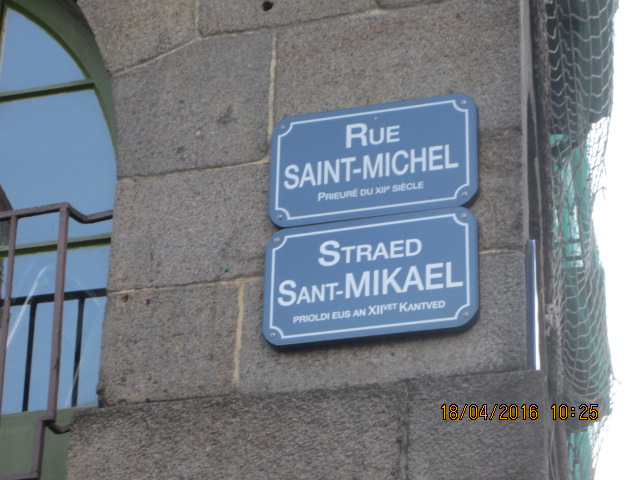 RUE
SAINT-MICHEL
PRIEURÉ DU XIIe SIÈCLE
STRAED
SANT-MIKAEL
PRIOLDI EUS AN XIIVET KANTVED
18/04/2016 10:25